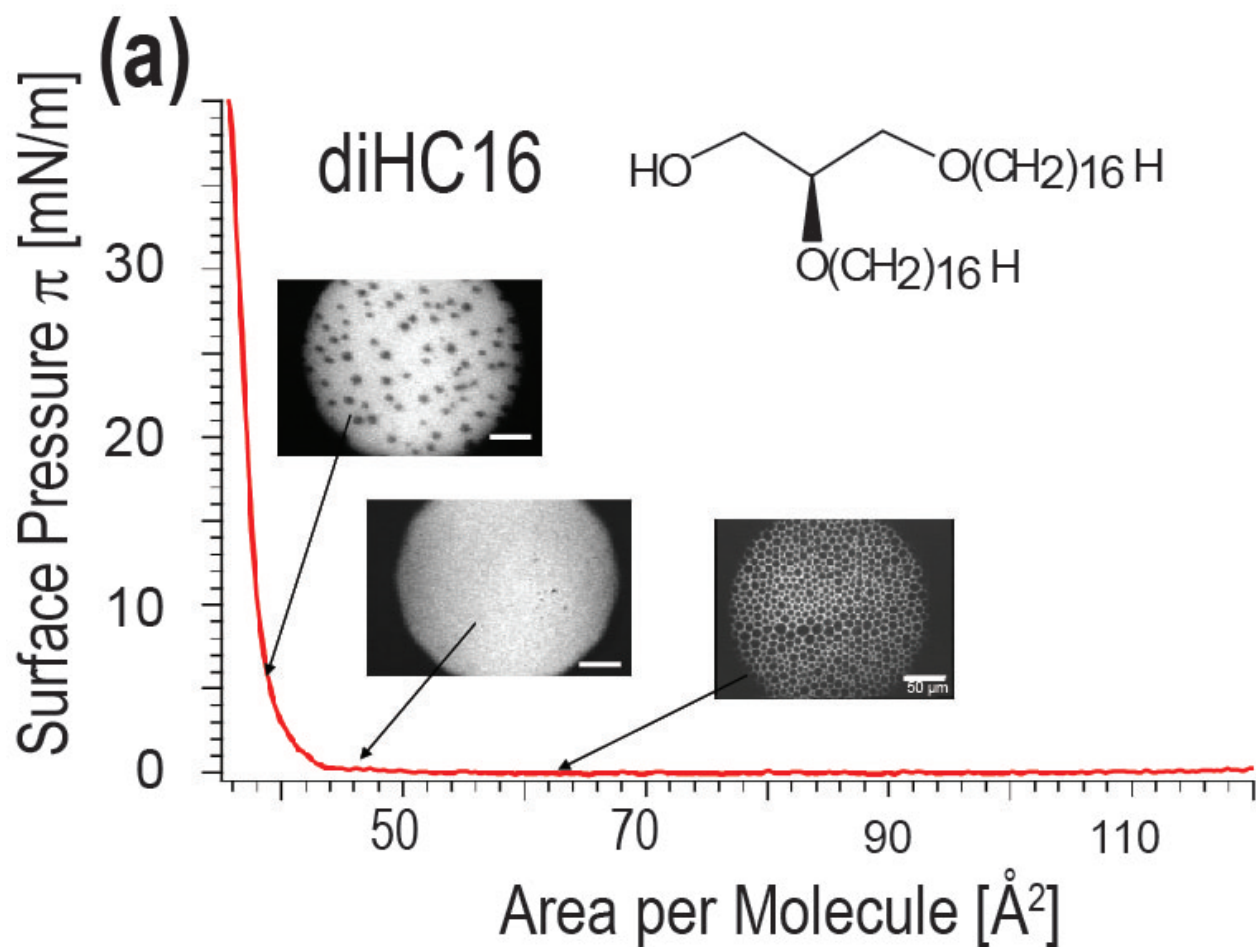 (a)
Surface Pressure π [mN/m]
diHC16
HO
O(CH2)16 H
O(CH2)16 H
30
20
10
0
50 µm
50
70
90
110
Area per Molecule [Å²]